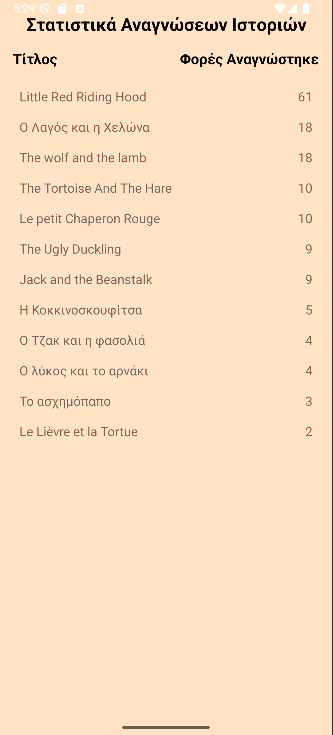 5:29
Στατιστικά Αναγνώσεων Ιστοριών
Τίτλος Φορές Αναγνώστηκε
Little Red Riding Hood 61
Ο Λαγός και η Χελώνα 18
The wolf and the lamb 18
The Tortoise And The Hare 10
Le petit Chaperon Rouge 10
The Ugly Duckling 9
Jack and the Beanstalk 9
Η Κοκκινοσκουφίτσα 5
Ο Τζακ και η φασολιά 4
Ο λύκος και το αρνάκι 4
Το ασχημόπαπο 3
Le Lièvre et la Tortue 2